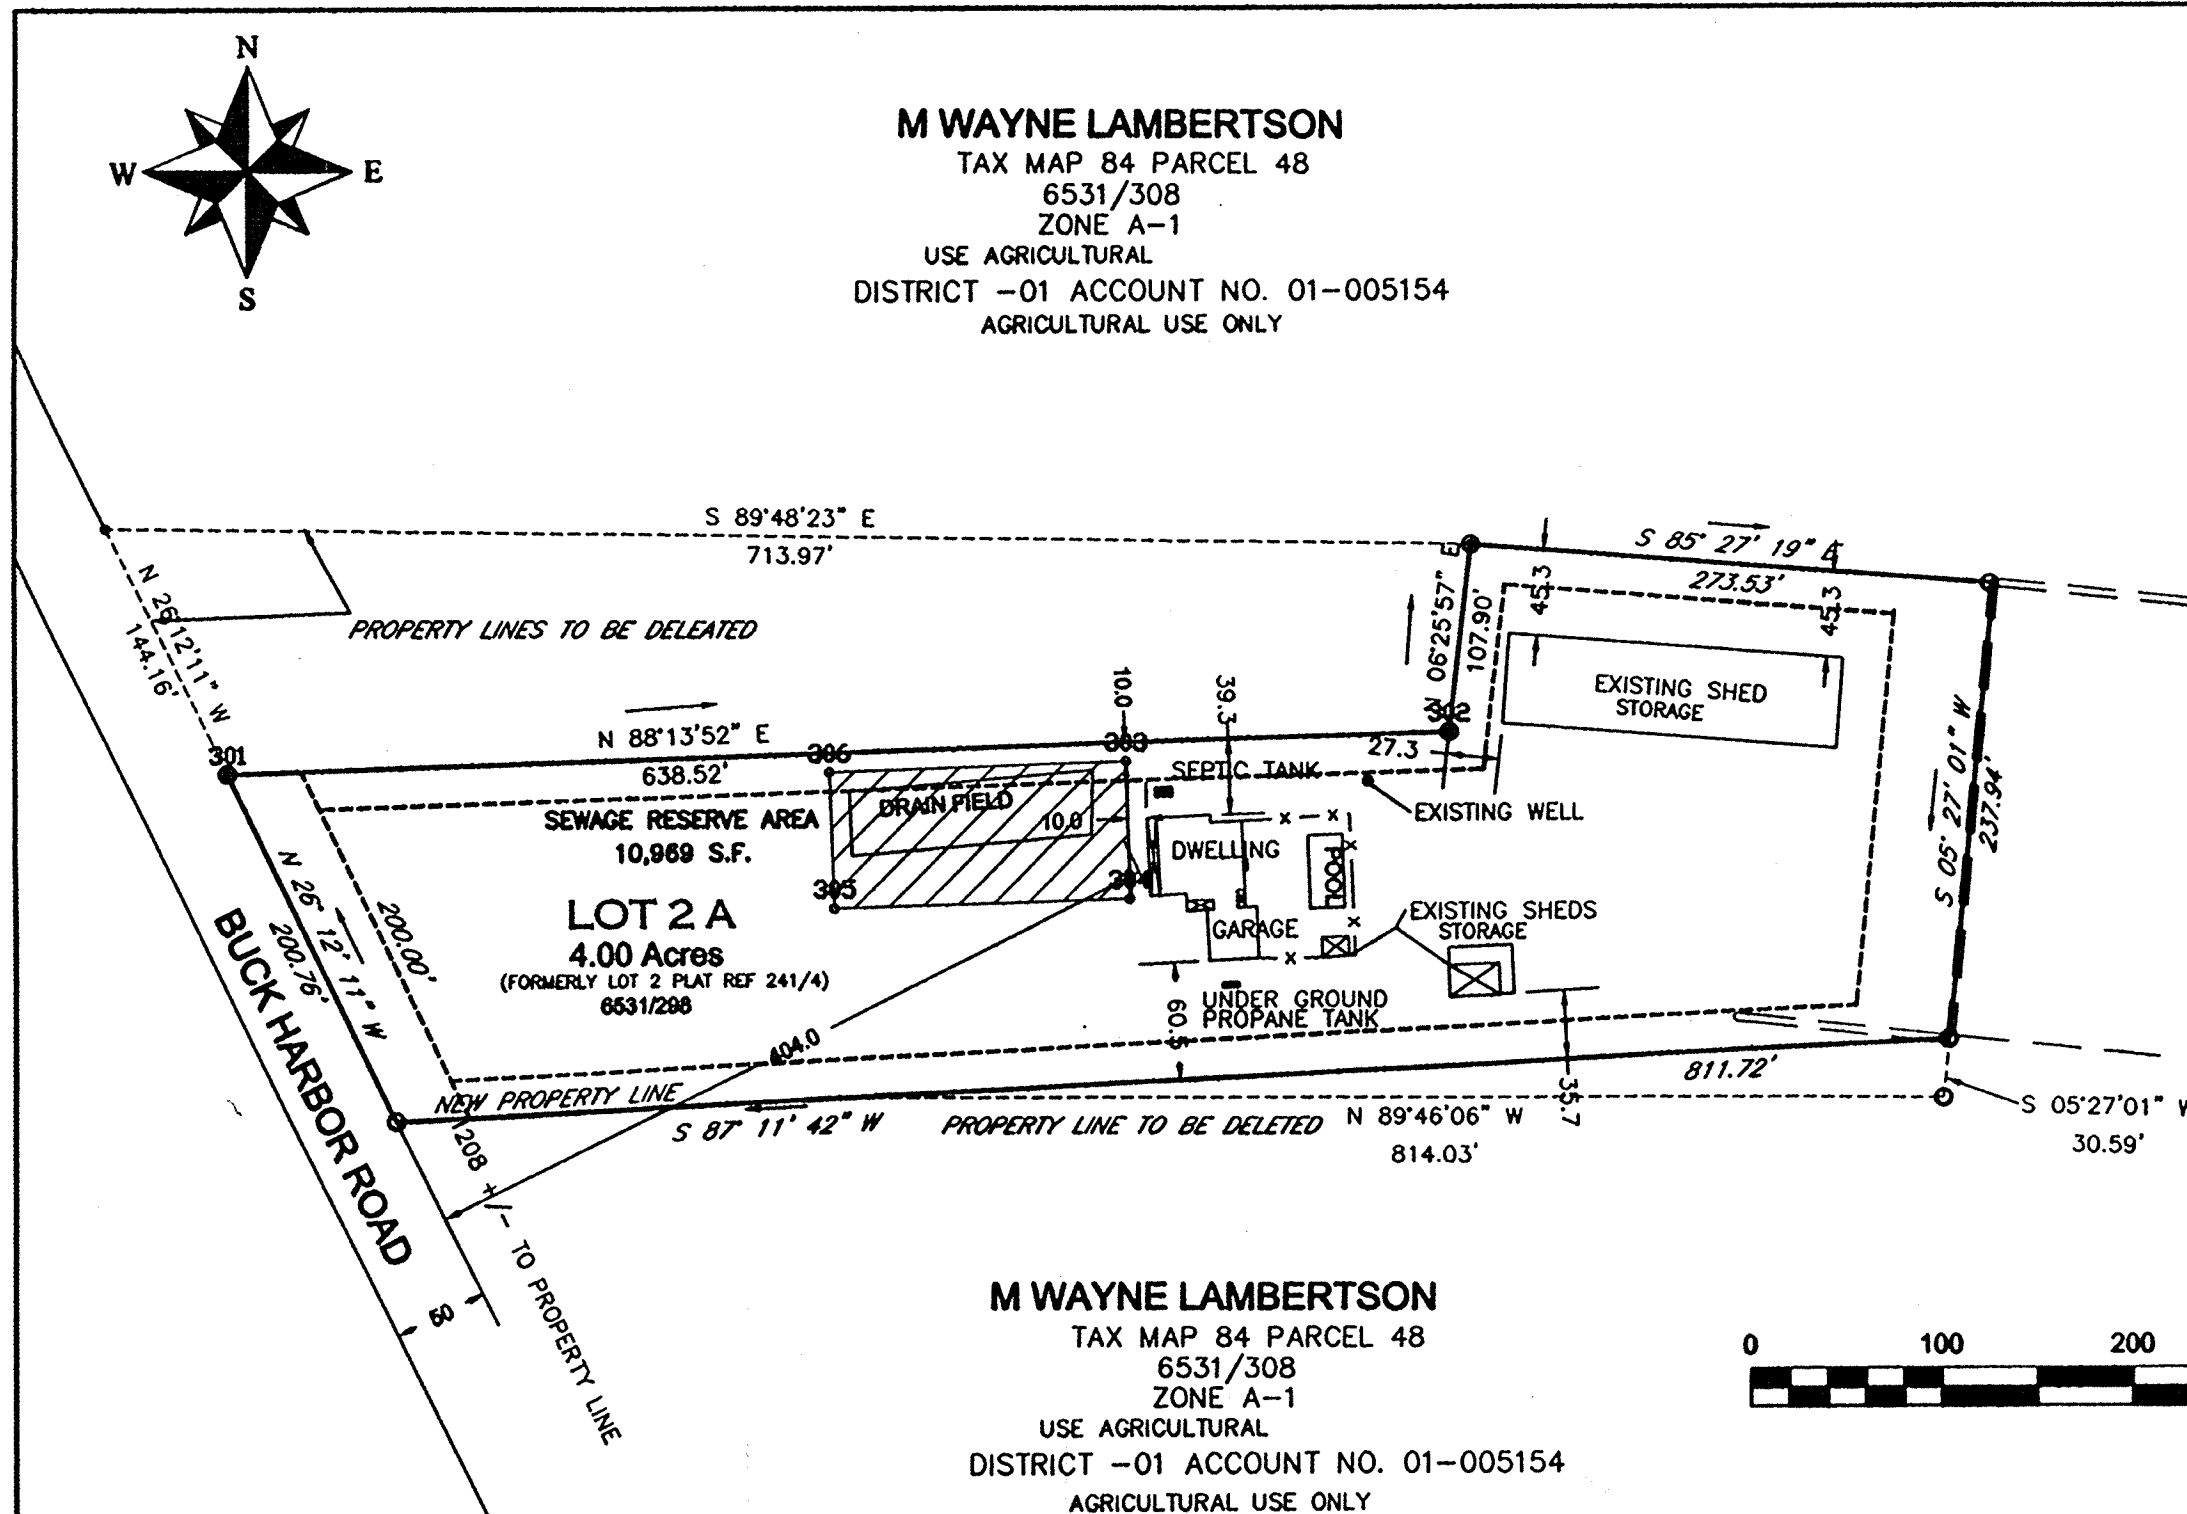 N
W E
S
M WAYNE LAMBERTSON
TAX MAP 84 PARCEL 48
6531/308
ZONE A-1
USE AGRICULTURAL
DISTRICT -01 ACCOUNT NO. 01-005154
AGRICULTURAL USE ONLY
S 89°48'23" E
713.97'
N 26°12'11" W
144.16'
PROPERTY LINES TO BE DELEATED
S 85° 27' 19" E
273.53'
45.3
45.3
N 06°25'57" E
107.90'
EXISTING SHED
STORAGE
S 05° 27' 01" W
237.94'
301
N 88°13'52" E
638.52'
306
303
10.0
39.3
302
27.3
SEPTIC TANK
EXISTING WELL
SEWAGE RESERVE AREA
10,969 S.F.
DRAIN FIELD
10.0
DWELLING
POOL
305
304
LOT 2 A
4.00 Acres
(FORMERLY LOT 2 PLAT REF 241/4)
6531/298
GARAGE
EXISTING SHEDS
STORAGE
N 26° 12' 11" W
200.76'
200.00'
BUCK HARBOR ROAD
UNDER GROUND
PROPANE TANK
60.5
404.0
35.7
811.72'
NEW PROPERTY LINE
S 87° 11' 42" W
PROPERTY LINE TO BE DELETED
N 89°46'06" W
814.03'
S 05°27'01" W
30.59'
1208 +/- TO PROPERTY LINE
M WAYNE LAMBERTSON
TAX MAP 84 PARCEL 48
6531/308
ZONE A-1
USE AGRICULTURAL
DISTRICT -01 ACCOUNT NO. 01-005154
AGRICULTURAL USE ONLY
0 100 200